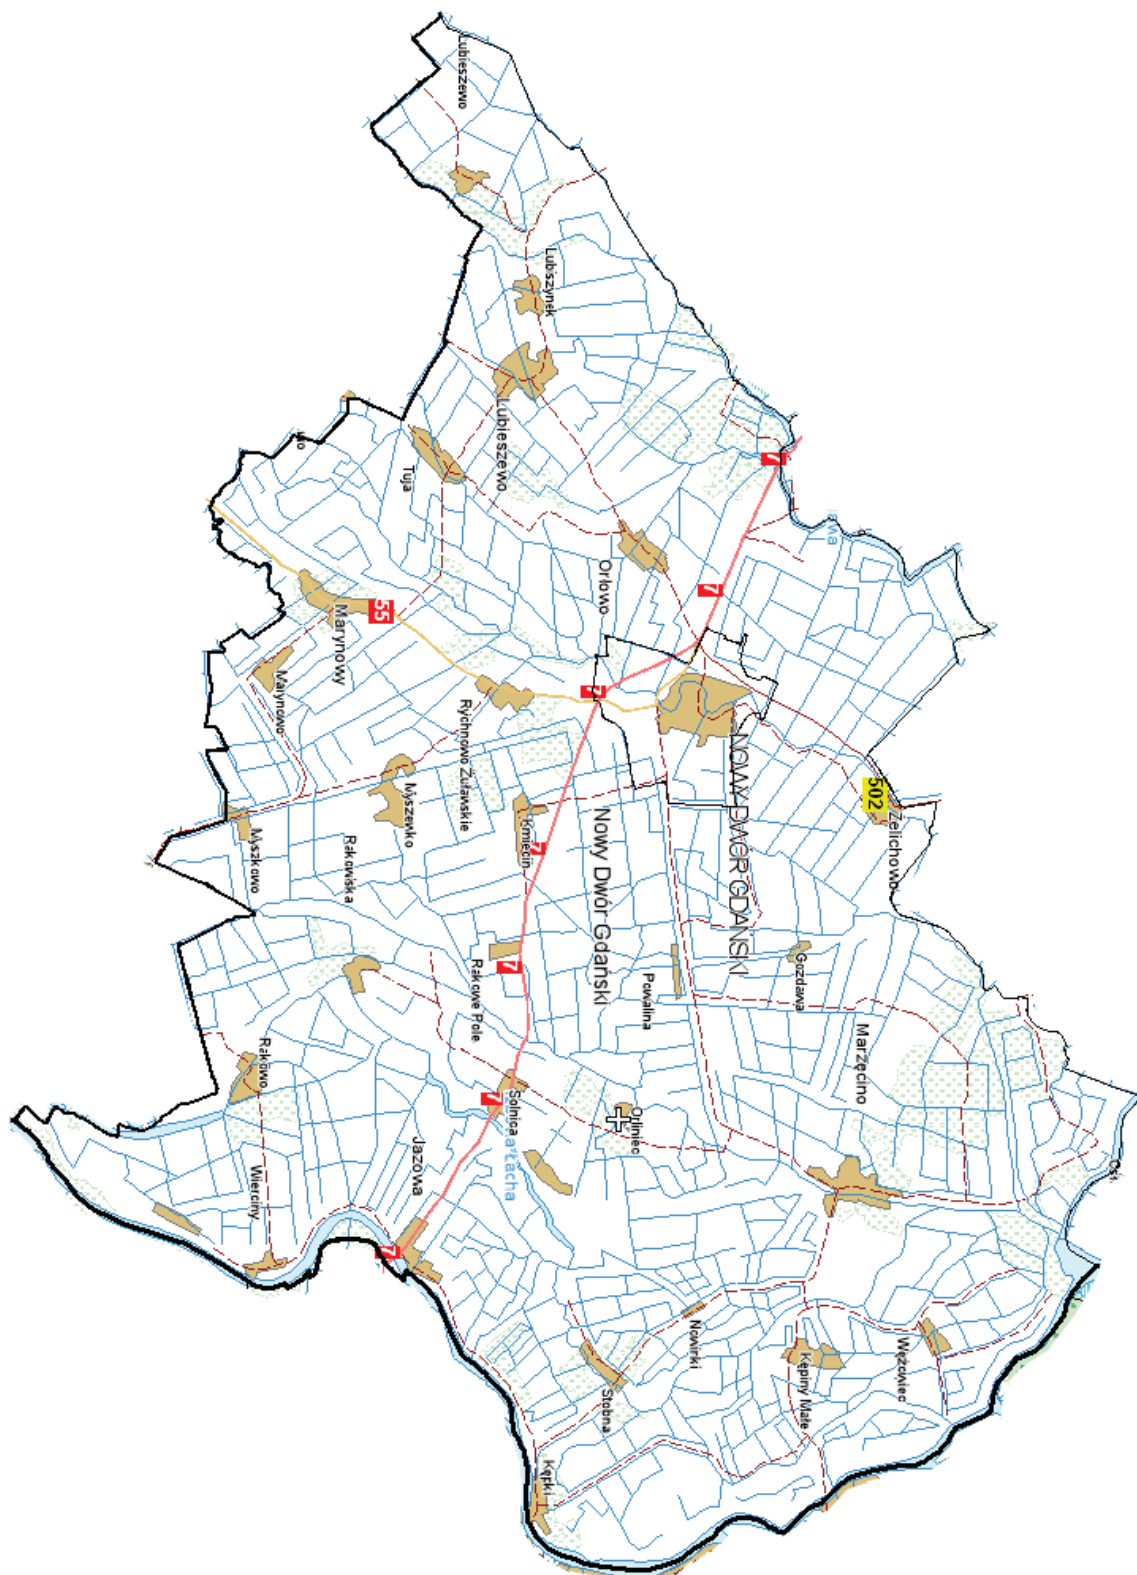 Lubieszewo
Lubiszynek
Lubieszewo
Tuja
Orłowo
7
7
55
Marynowy
Marynowo
Rychnowo Żuławskie
7
NOWY DWÓR GDAŃSKI
502
Żelichowo
Myszewko
Kmiecin
7
Nowy Dwór Gdański
Myszkowo
Rakowiska
Rakowe Pole
7
Powalina
Gozdawa
Marzęcino
Rakowo
Solnica
7
Orliniec
Jazowa
Wierciny
7
Nowinki
Stobna
Kępki
Kępiny Małe
Wężowiec